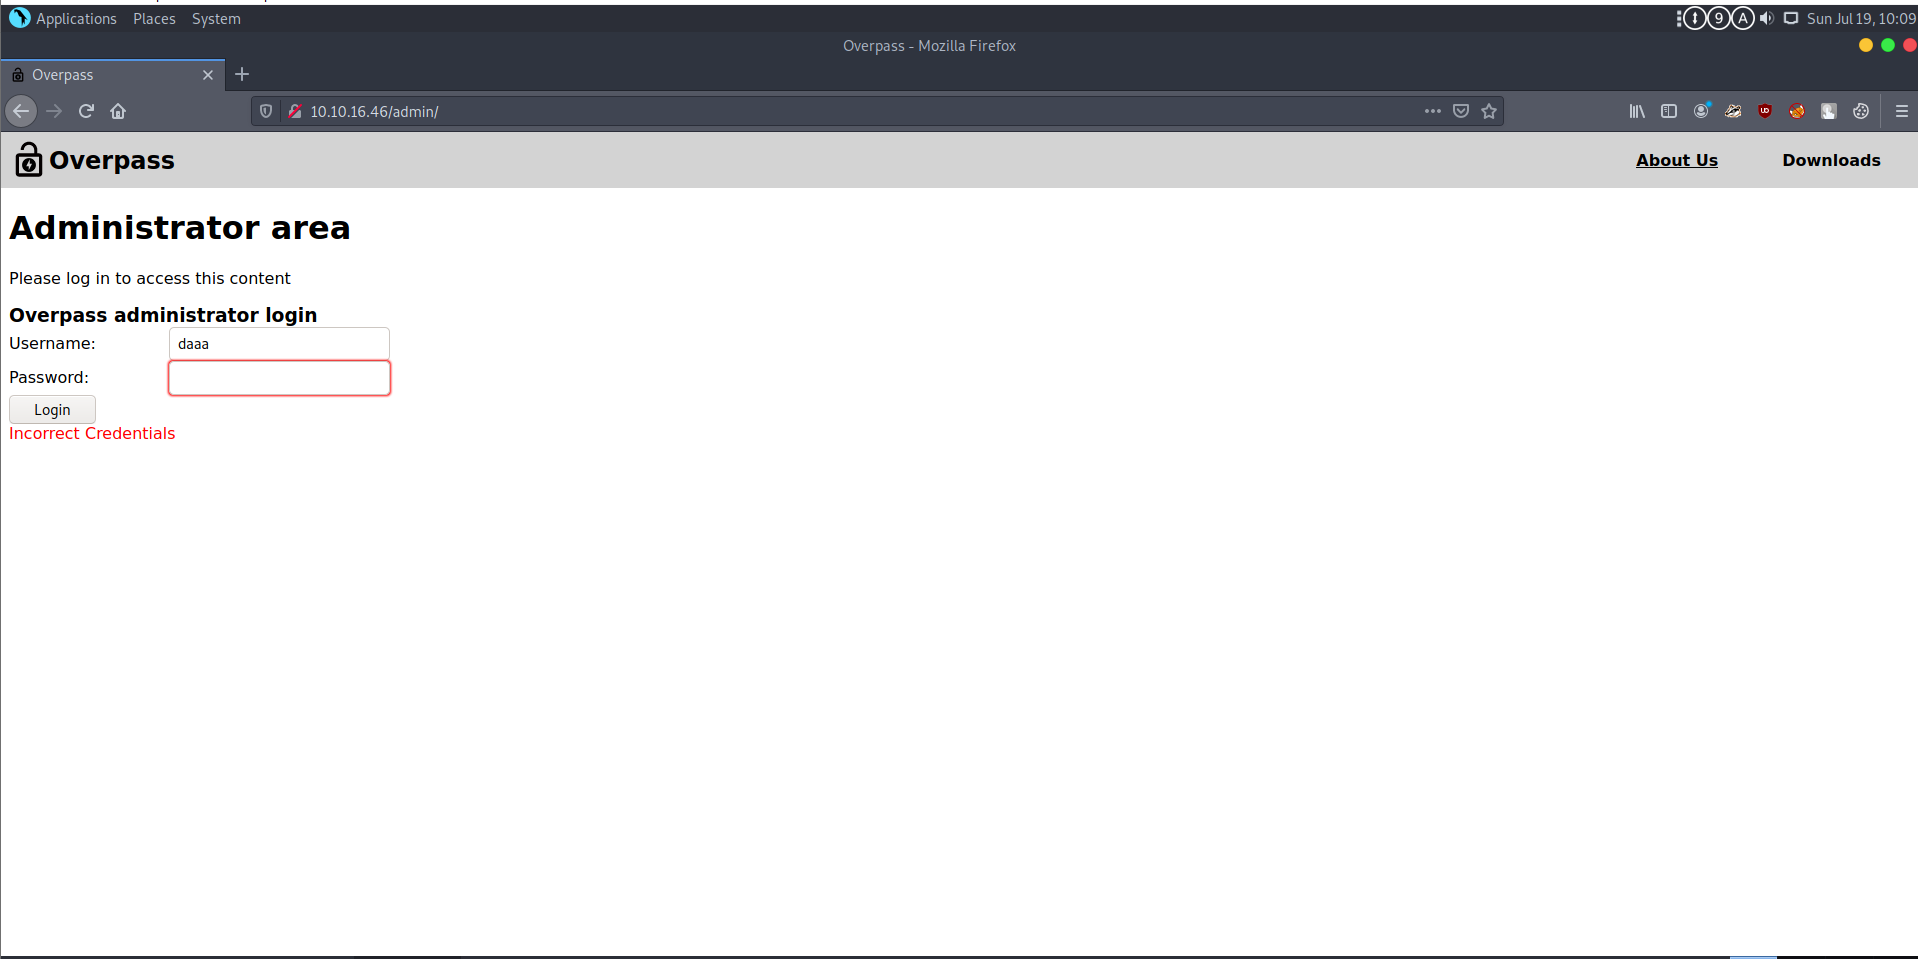 Applications Places System 9 A Sun Jul 19, 10:09
Overpass - Mozilla Firefox
Overpass
10.10.16.46/admin/
Overpass About Us Downloads
Administrator area
Please log in to access this content
Overpass administrator login
Username: daaa
Password:
Login
Incorrect Credentials